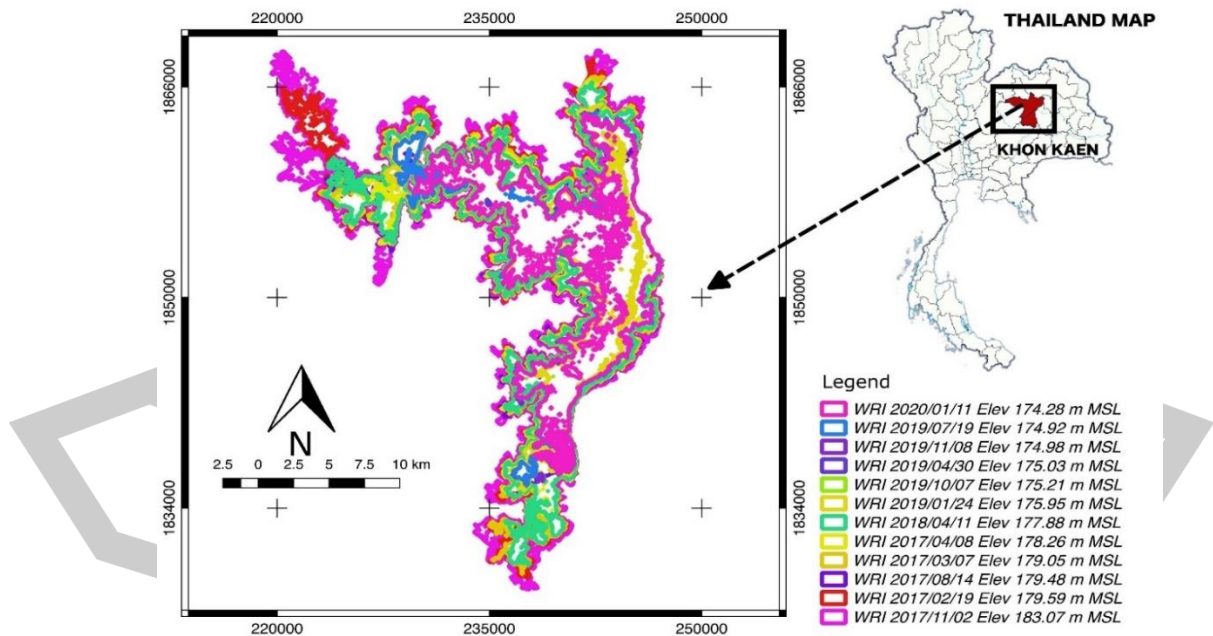 220000 235000 250000
THAILAND MAP
1866000 1866000
KHON KAEN
1850000 1850000
Legend
WRI 2020/01/11 Elev 174.28 m MSL
WRI 2019/07/19 Elev 174.92 m MSL
WRI 2019/11/08 Elev 174.98 m MSL
WRI 2019/04/30 Elev 175.03 m MSL
WRI 2019/10/07 Elev 175.21 m MSL
WRI 2019/01/24 Elev 175.95 m MSL
WRI 2018/04/11 Elev 177.88 m MSL
WRI 2017/04/08 Elev 178.26 m MSL
WRI 2017/03/07 Elev 179.05 m MSL
WRI 2017/08/14 Elev 179.48 m MSL
WRI 2017/02/19 Elev 179.59 m MSL
WRI 2017/11/02 Elev 183.07 m MSL
N
2.5 0 2.5 5 7.5 10 km
1834000 1834000
220000 235000 250000